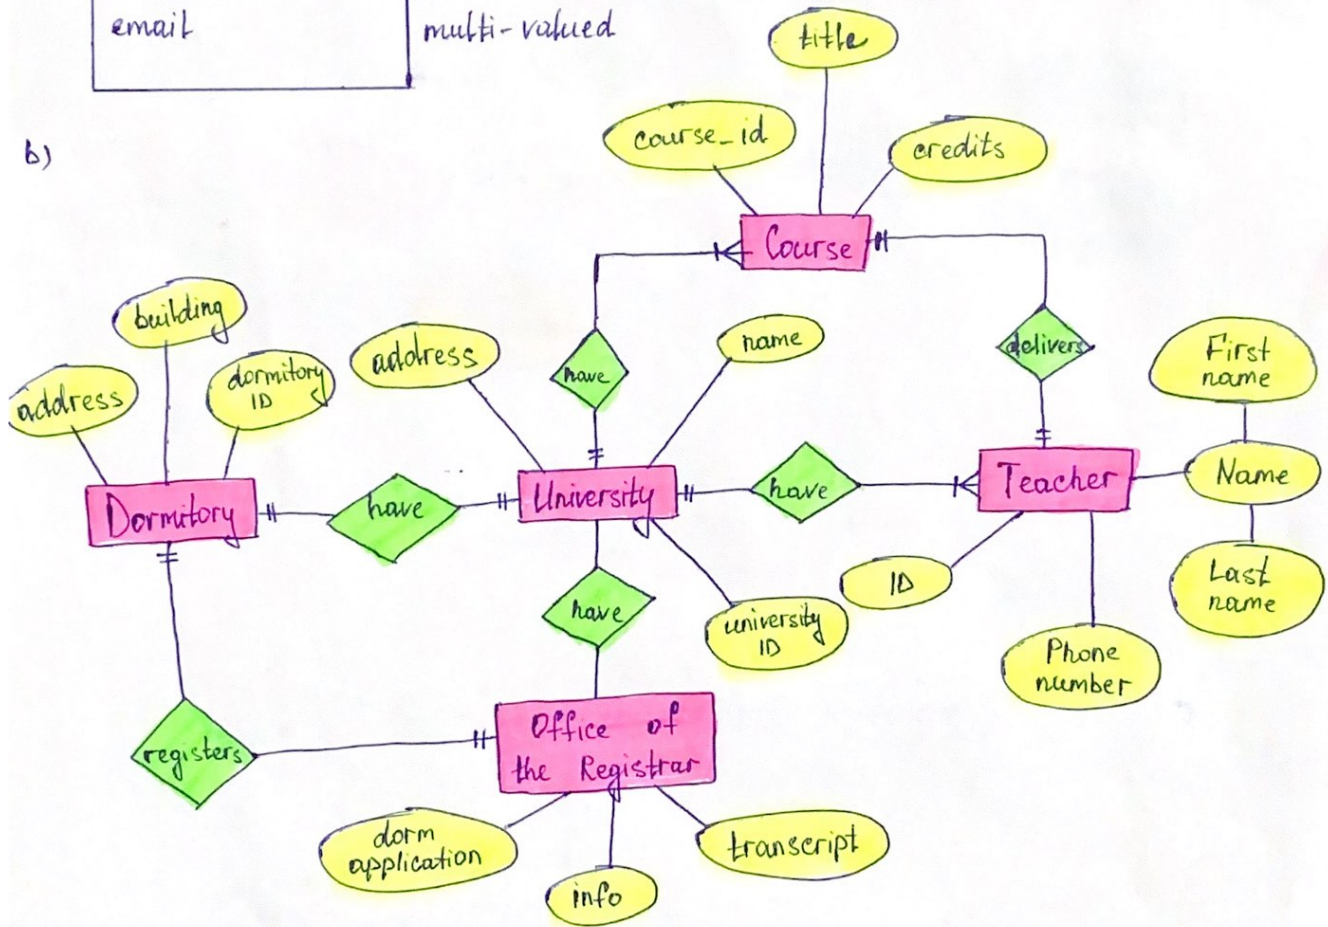 email
multi-valued
b)
title
course_id
credits
Course
building
address
dormitory
ID
address
name
have
delivers
First
name
Dormitory
have
University
have
Teacher
Name
ID
Last
name
have
university
ID
Phone
number
registers
Office of
the Registrar
dorm
application
info
transcript